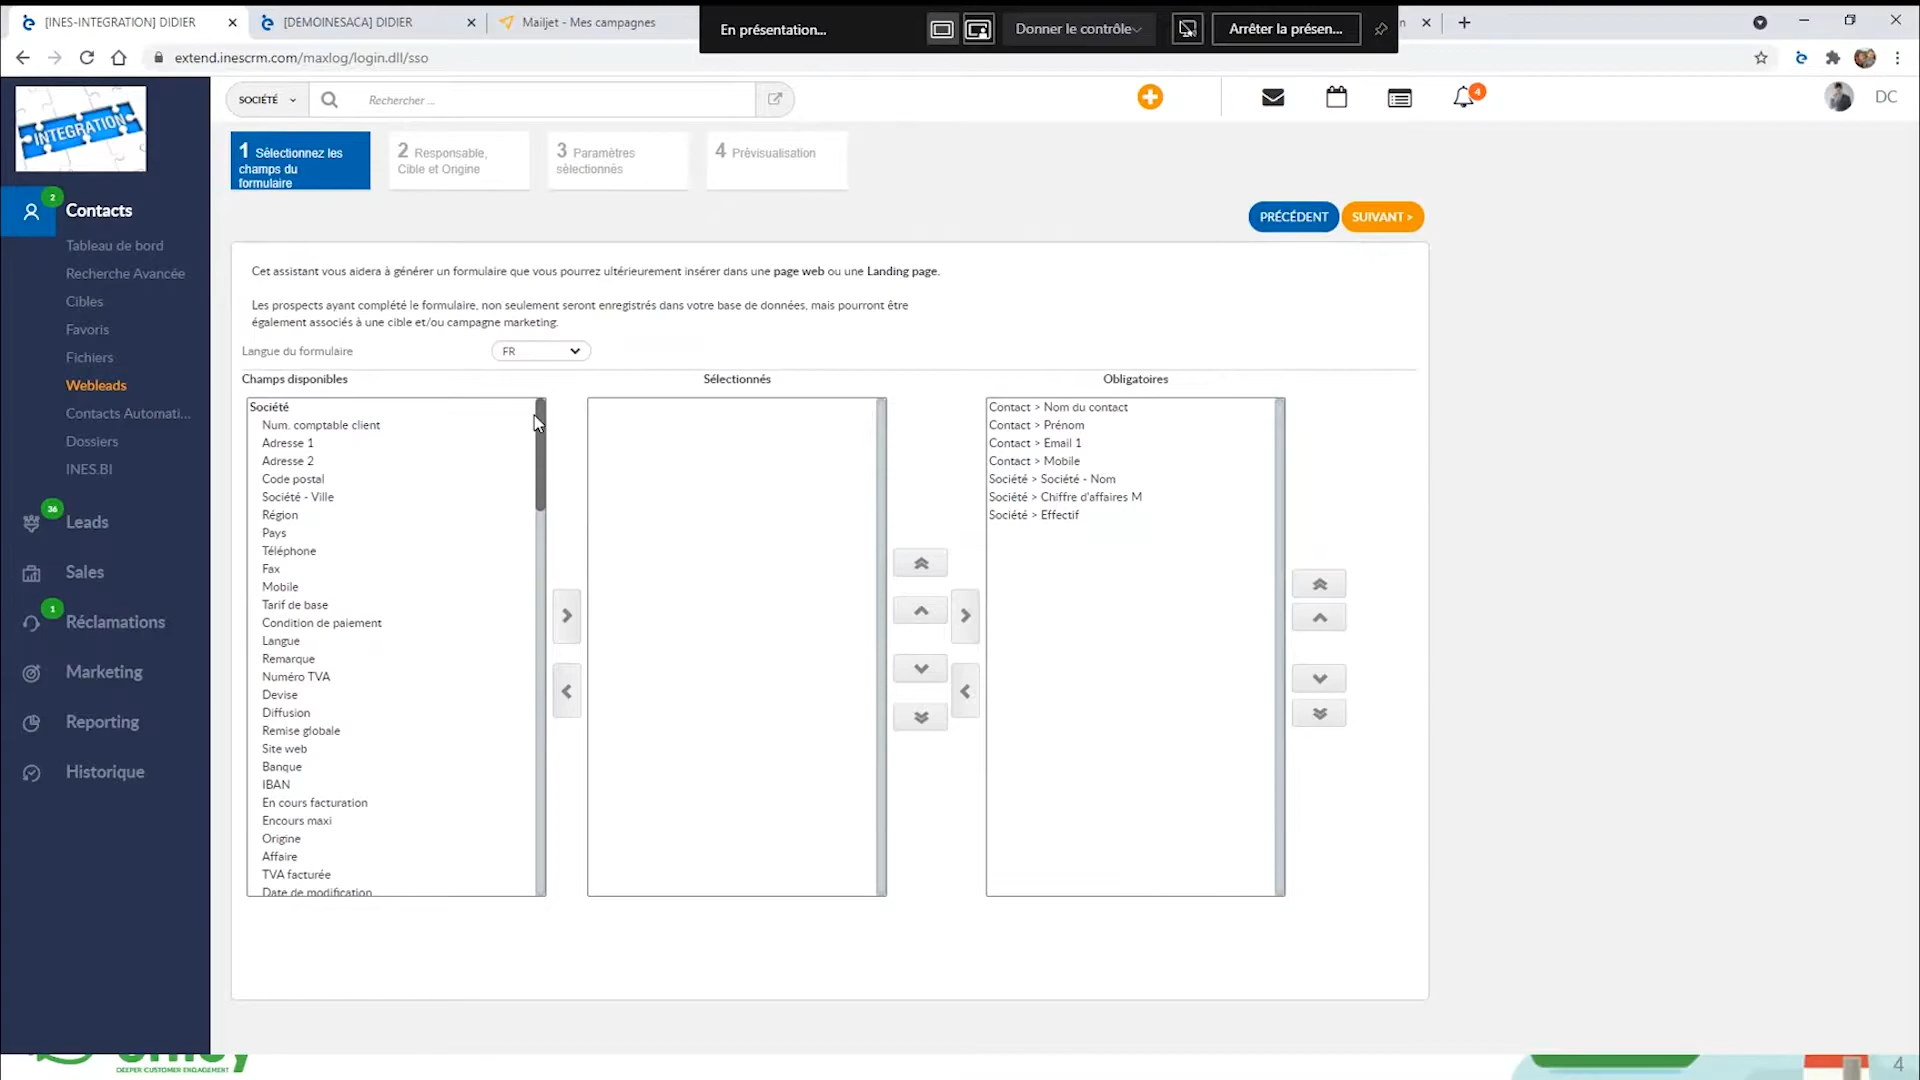 [INES-INTEGRATION] DIDIER
[DEMOINESACA] DIDIER
Mailjet - Mes campagnes
En présentation...
Donner le contrôle
Arrêter la présen...
extend.inescrm.com/maxlog/login.dll/sso
INTEGRATION
SOCIÉTÉ
Rechercher ...
4
DC
1 Sélectionnez les champs du formulaire
2 Responsable, Cible et Origine
3 Paramètres sélectionnés
4 Prévisualisation
2
Contacts
Tableau de bord
Recherche Avancée
Cibles
Favoris
Fichiers
Webleads
Contacts Automati...
Dossiers
INES.BI
36
Leads
Sales
1
Réclamations
Marketing
Reporting
Historique
PRÉCÉDENT
SUIVANT >
Cet assistant vous aidera à générer un formulaire que vous pourrez ultérieurement insérer dans une page web ou une Landing page.
Les prospects ayant complété le formulaire, non seulement seront enregistrés dans votre base de données, mais pourront être
également associés à une cible et/ou campagne marketing.
Langue du formulaire
FR
Champs disponibles
Sélectionnés
Obligatoires
Société
Num. comptable client
Adresse 1
Adresse 2
Code postal
Société - Ville
Région
Pays
Téléphone
Fax
Mobile
Tarif de base
Condition de paiement
Langue
Remarque
Numéro TVA
Devise
Diffusion
Remise globale
Site web
Banque
IBAN
En cours facturation
Encours maxi
Origine
Affaire
TVA facturée
Date de modification
Contact > Nom du contact
Contact > Prénom
Contact > Email 1
Contact > Mobile
Société > Société - Nom
Société > Chiffre d'affaires M
Société > Effectif
DEEPER CUSTOMER ENGAGEMENT
4